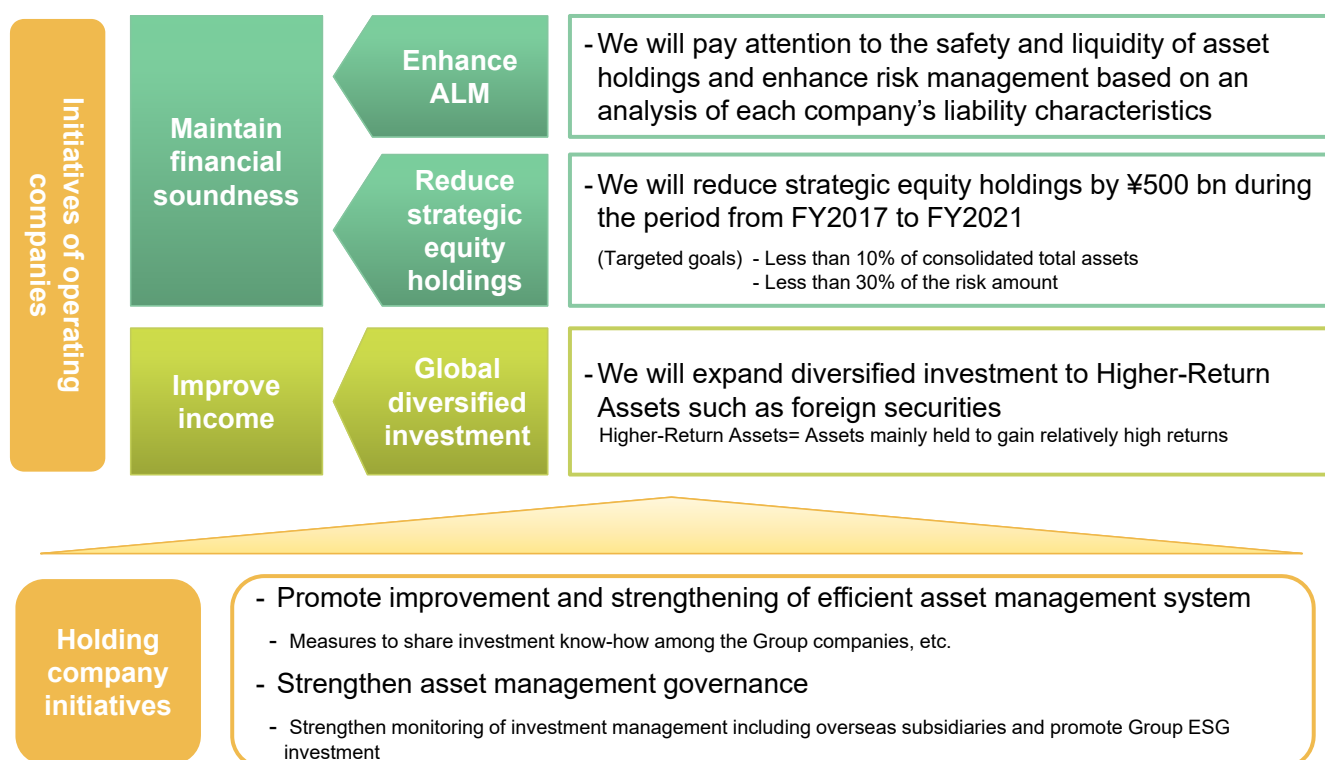 Initiatives of operating
companies
Maintain
financial
soundness
Enhance
ALM
- We will pay attention to the safety and liquidity of asset
holdings and enhance risk management based on an
analysis of each company’s liability characteristics
Reduce
strategic
equity
holdings
- We will reduce strategic equity holdings by ¥500 bn during
the period from FY2017 to FY2021
(Targeted goals) - Less than 10% of consolidated total assets
- Less than 30% of the risk amount
Improve
income
Global
diversified
investment
- We will expand diversified investment to Higher-Return
Assets such as foreign securities
Higher-Return Assets= Assets mainly held to gain relatively high returns
Holding
company
initiatives
- Promote improvement and strengthening of efficient asset management system
- Measures to share investment know-how among the Group companies, etc.
- Strengthen asset management governance
- Strengthen monitoring of investment management including overseas subsidiaries and promote Group ESG
investment